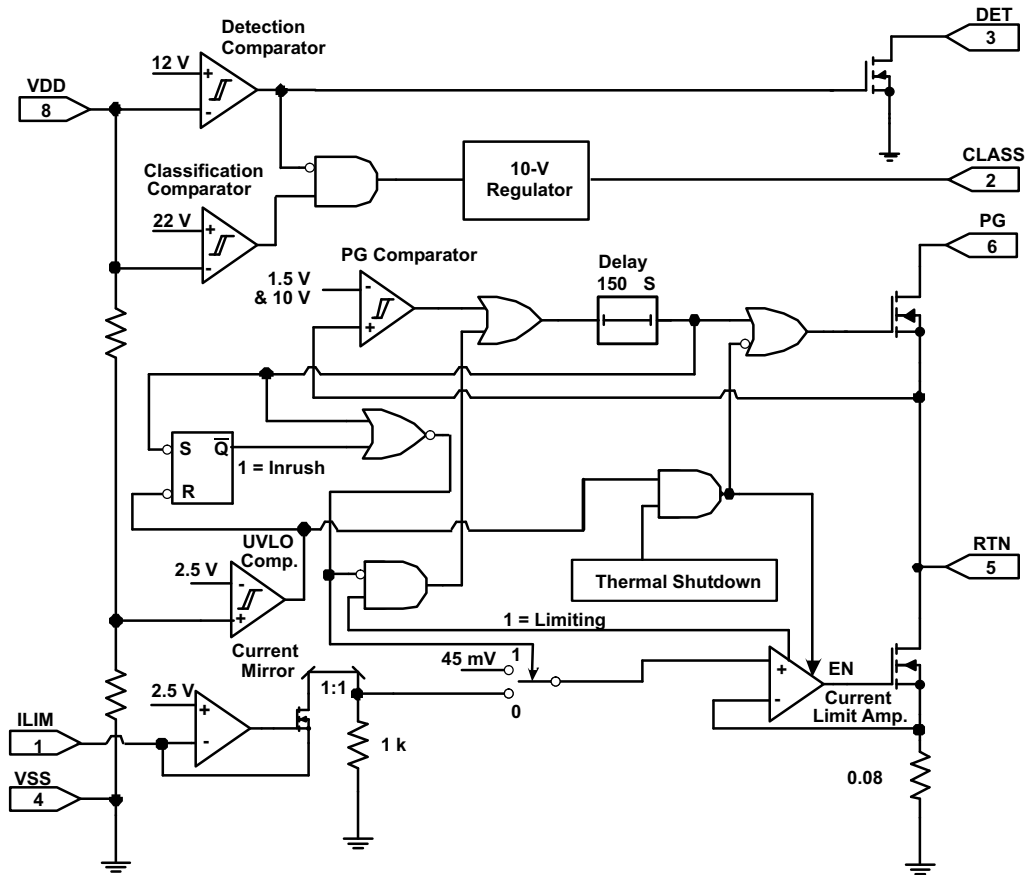 Detection
Comparator
12 V
+
-
DET
3
VDD
8
Classification
Comparator
22 V
+
-
10-V
Regulator
CLASS
2
PG
6
PG Comparator
1.5 V
& 10 V
-
+
Delay
150 S
S Q
R
1 = Inrush
UVLO
Comp.
2.5 V
-
+
Thermal Shutdown
RTN
5
1 = Limiting
Current
Mirror
1:1
45 mV
1
0
EN
+
-
Current
Limit Amp.
2.5 V
+
-
ILIM
1
1 k
VSS
4
0.08